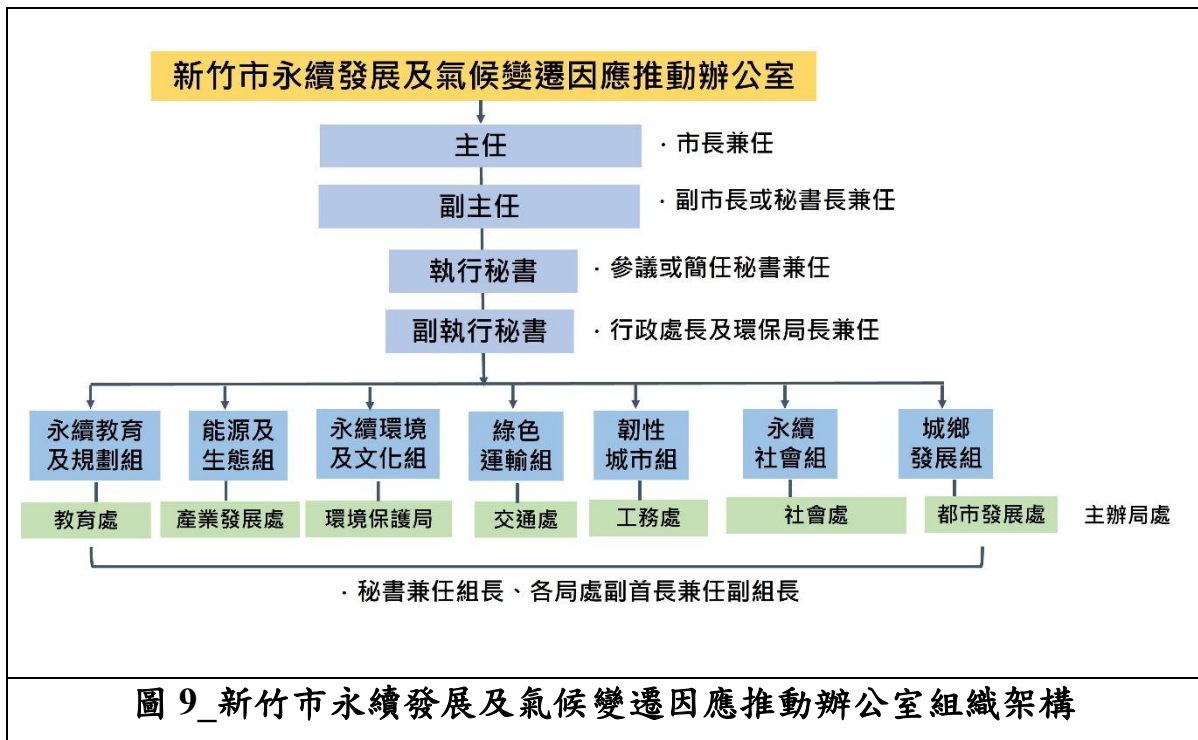 新竹市永續發展及氣候變遷因應推動辦公室
主任
．市長兼任
副主任
．副市長或秘書長兼任
執行秘書
．參議或簡任秘書兼任
副執行秘書
．行政處長及環保局長兼任
永續教育
及規劃組
能源及
生態組
永續環境
及文化組
綠色
運輸組
韌性
城市組
永續
社會組
城鄉
發展組
教育處
產業發展處
環境保護局
交通處
工務處
社會處
都市發展處
主辦局處
．秘書兼任組長、各局處副首長兼任副組長
圖 9_新竹市永續發展及氣候變遷因應推動辦公室組織架構